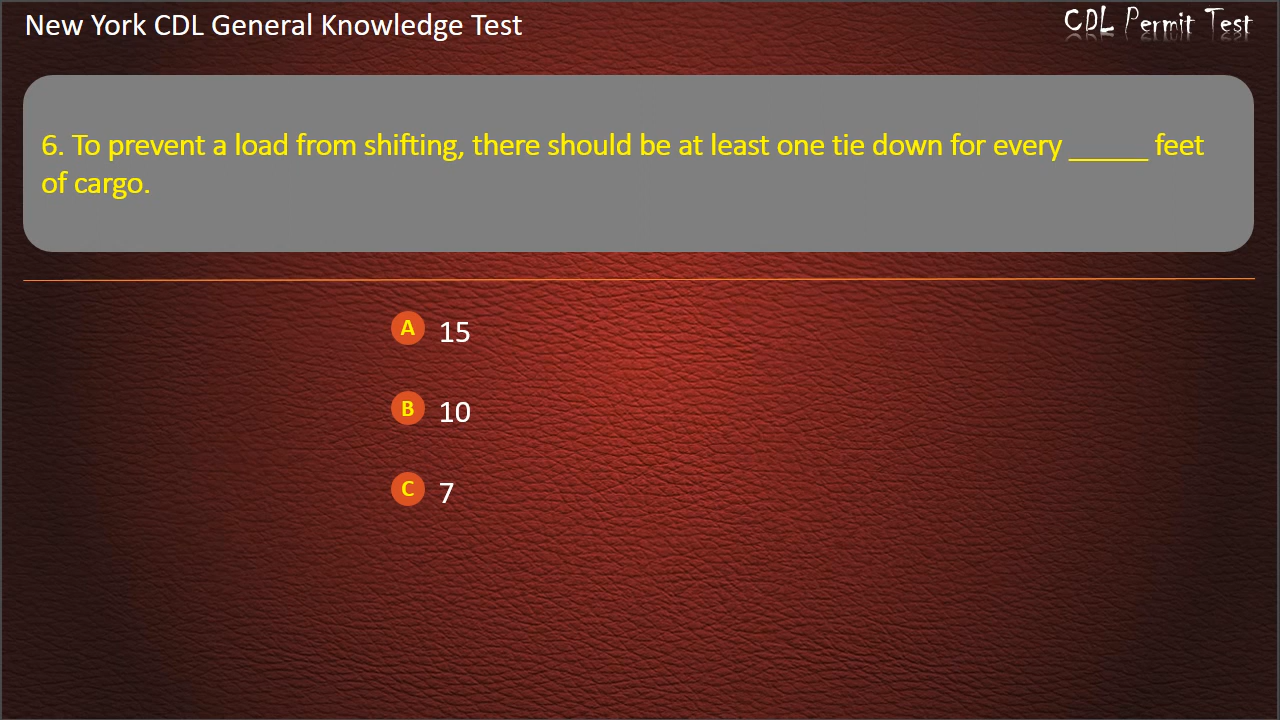 New York CDL General Knowledge Test
CDL Permit Test
6. To prevent a load from shifting, there should be at least one tie down for every _____ feet
of cargo.
A 15
B 10
C 7